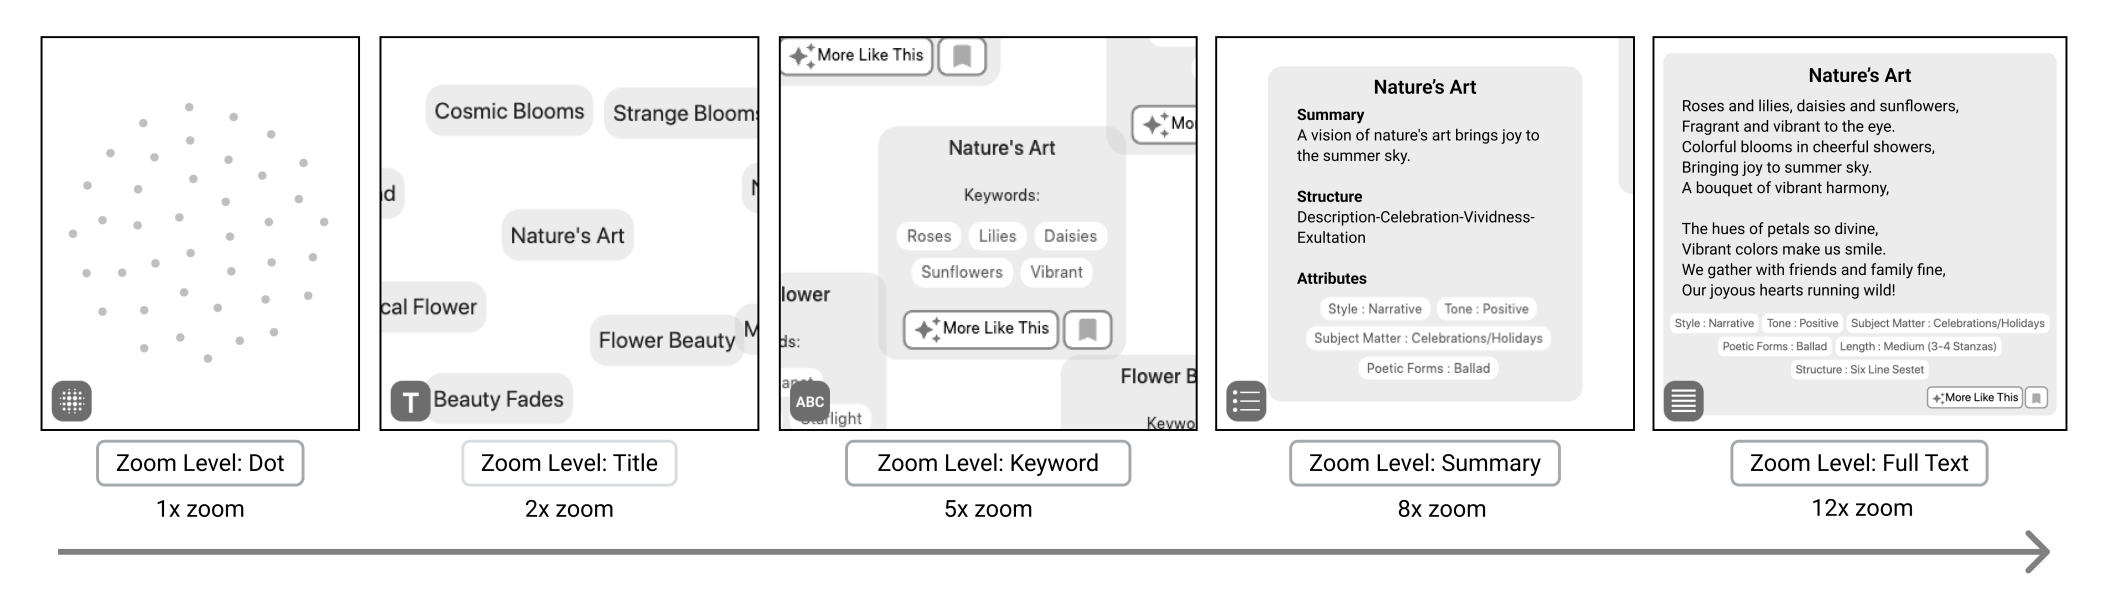 Cosmic Blooms
Strange Blooms
Nature's Art
cal Flower
Flower Beauty
Beauty Fades
T
More Like This
Nature's Art
Keywords:
Roses
Lilies
Daisies
Sunflowers
Vibrant
More Like This
lower
ds:
ABC
Starlight
Flower B
Keywo
Nature’s Art
Summary
A vision of nature's art brings joy to
the summer sky.
Structure
Description-Celebration-Vividness-
Exultation
Attributes
Style : Narrative
Tone : Positive
Subject Matter : Celebrations/Holidays
Poetic Forms : Ballad
Nature’s Art
Roses and lilies, daisies and sunflowers,
Fragrant and vibrant to the eye.
Colorful blooms in cheerful showers,
Bringing joy to summer sky.
A bouquet of vibrant harmony,
The hues of petals so divine,
Vibrant colors make us smile.
We gather with friends and family fine,
Our joyous hearts running wild!
Style : Narrative
Tone : Positive
Subject Matter : Celebrations/Holidays
Poetic Forms : Ballad
Length : Medium (3-4 Stanzas)
Structure : Six Line Sestet
More Like This
Zoom Level: Dot
Zoom Level: Title
Zoom Level: Keyword
Zoom Level: Summary
Zoom Level: Full Text
1x zoom
2x zoom
5x zoom
8x zoom
12x zoom